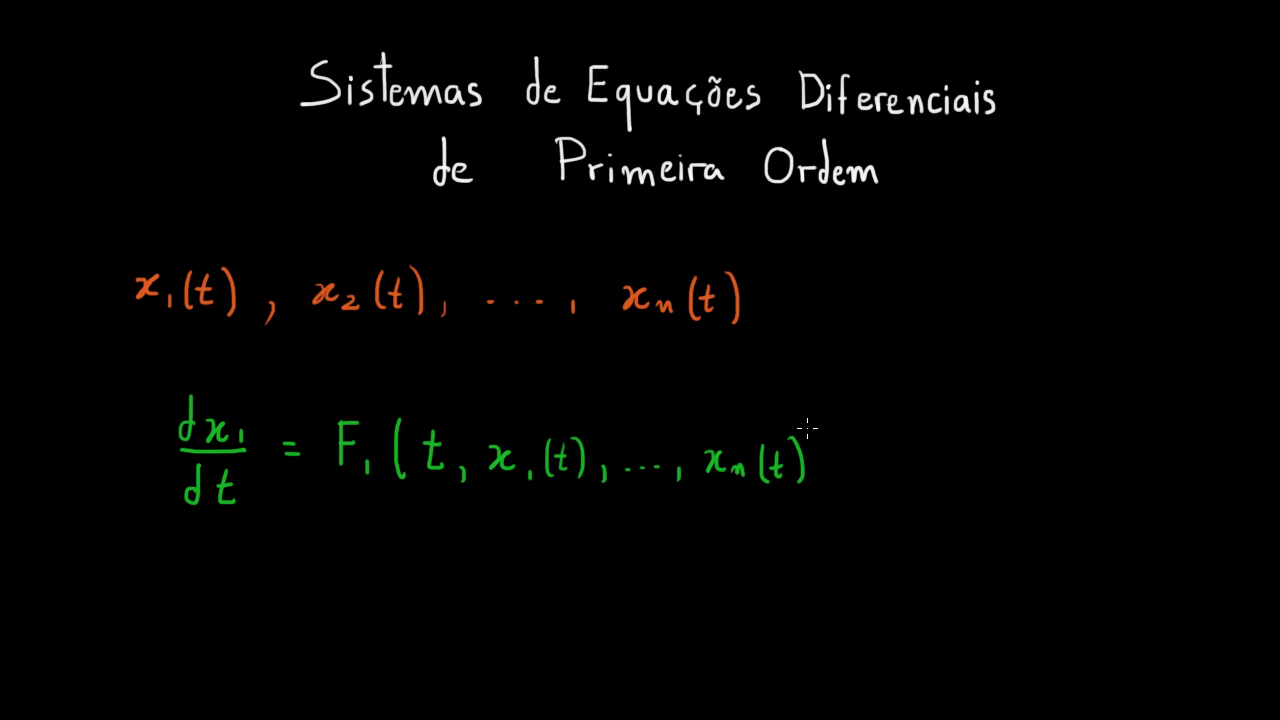 Sistemas de Equações Diferenciais
de Primeira Ordem
x₁(t), x₂(t), ..., xₙ(t)
dx₁/dt = F₁(t, x₁(t), ..., xₙ(t)